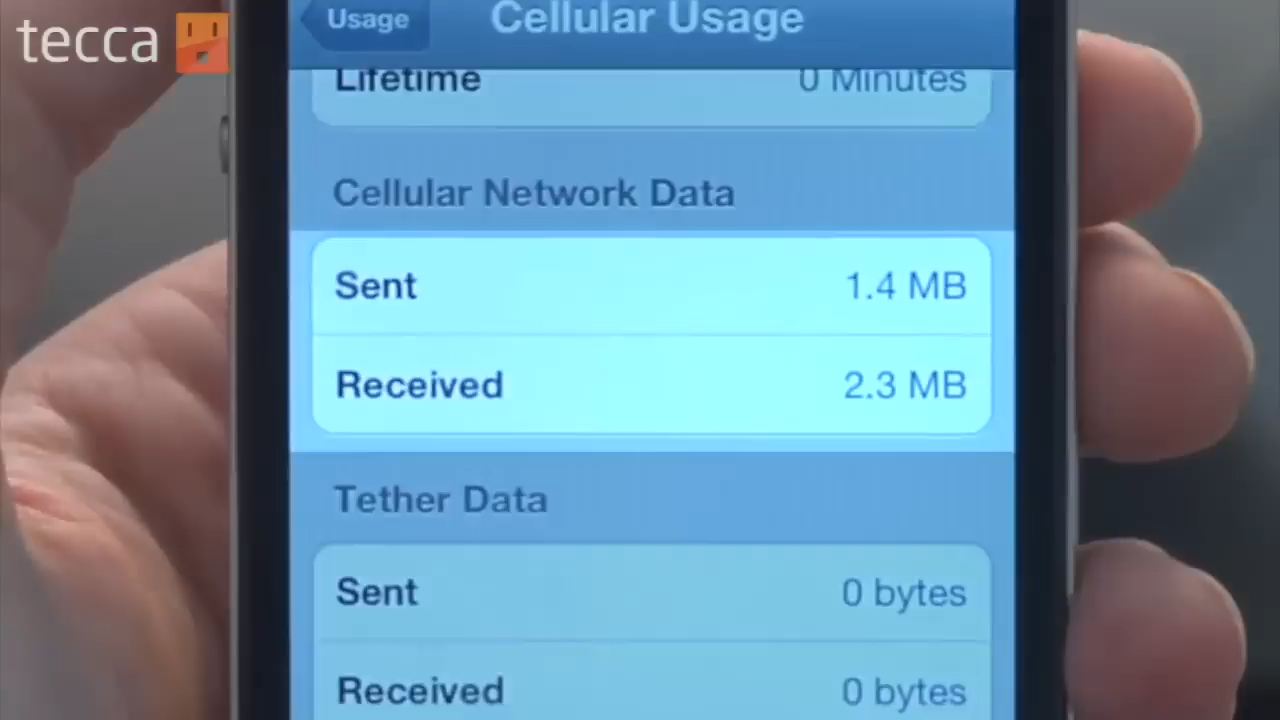 tecca
Usage
Cellular Usage
Lifetime 0 Minutes
Cellular Network Data
Sent 1.4 MB
Received 2.3 MB
Tether Data
Sent 0 bytes
Received 0 bytes